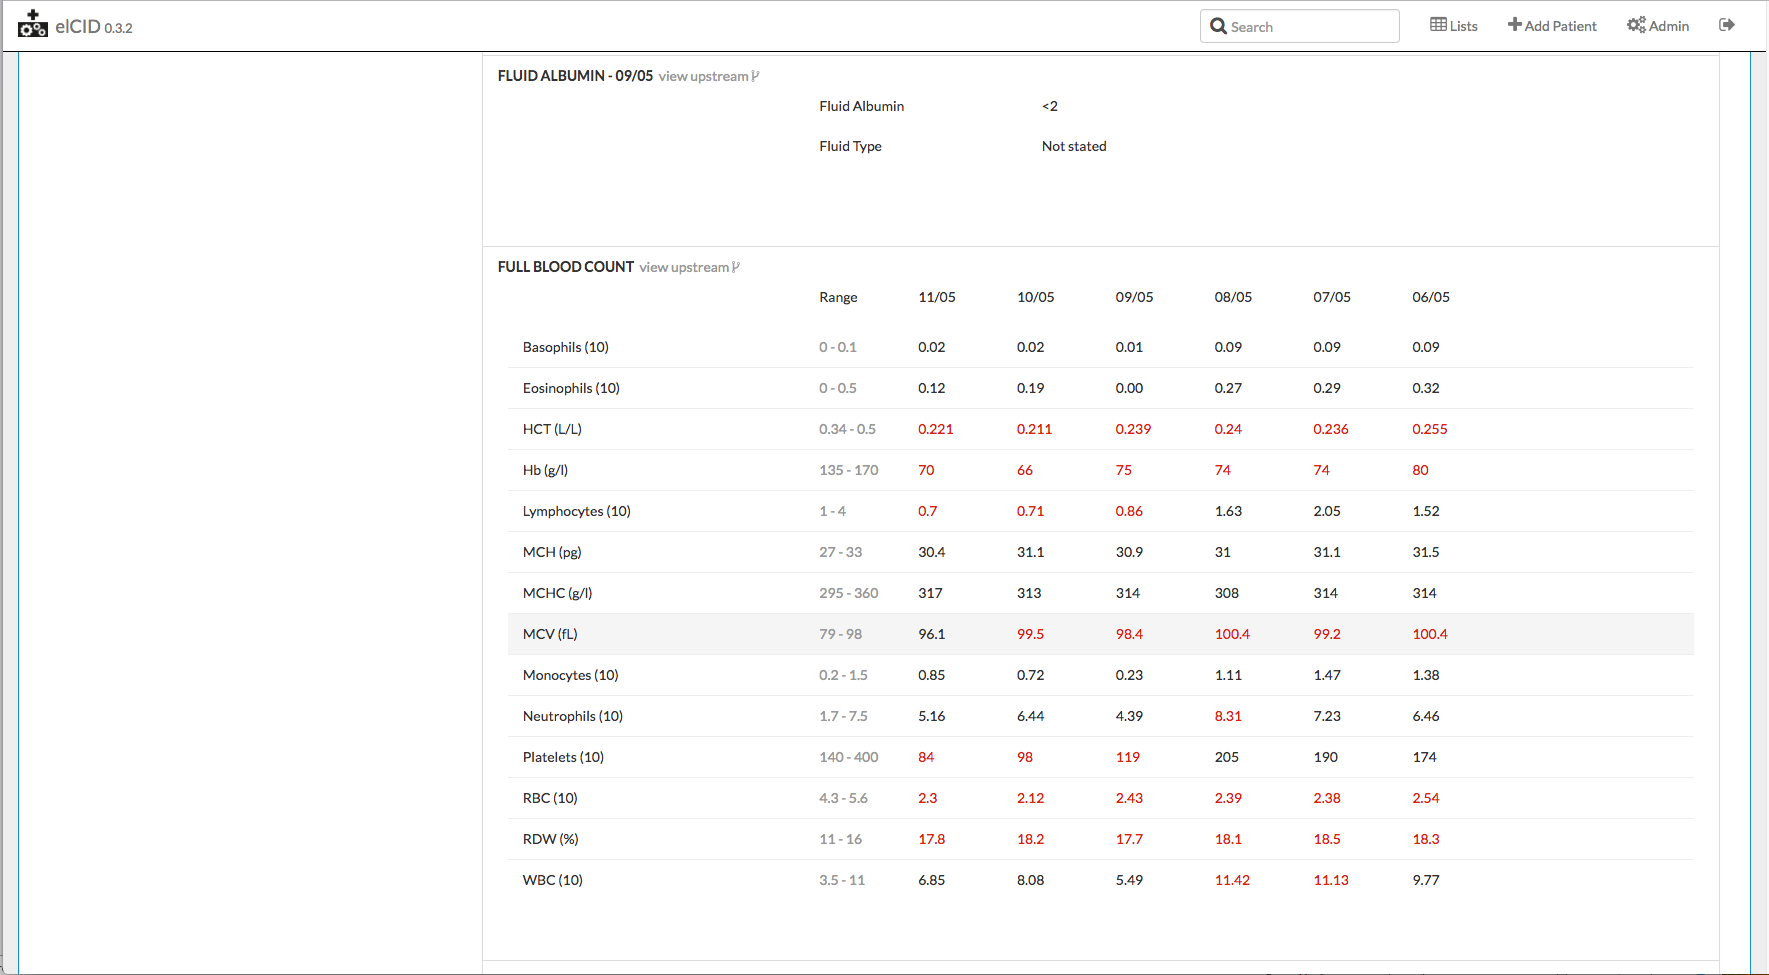 elCID 0.3.2 Search Lists Add Patient Admin
FLUID ALBUMIN - 09/05 view upstream
Fluid Albumin <2
Fluid Type Not stated
FULL BLOOD COUNT view upstream
Range 11/05 10/05 09/05 08/05 07/05 06/05
Basophils (10) 0 - 0.1 0.02 0.02 0.01 0.09 0.09 0.09
Eosinophils (10) 0 - 0.5 0.12 0.19 0.00 0.27 0.29 0.32
HCT (L/L) 0.34 - 0.5 0.221 0.211 0.239 0.24 0.236 0.255
Hb (g/l) 135 - 170 70 66 75 74 74 80
Lymphocytes (10) 1 - 4 0.7 0.71 0.86 1.63 2.05 1.52
MCH (pg) 27 - 33 30.4 31.1 30.9 31 31.1 31.5
MCHC (g/l) 295 - 360 317 313 314 308 314 314
MCV (fL) 79 - 98 96.1 99.5 98.4 100.4 99.2 100.4
Monocytes (10) 0.2 - 1.5 0.85 0.72 0.23 1.11 1.47 1.38
Neutrophils (10) 1.7 - 7.5 5.16 6.44 4.39 8.31 7.23 6.46
Platelets (10) 140 - 400 84 98 119 205 190 174
RBC (10) 4.3 - 5.6 2.3 2.12 2.43 2.39 2.38 2.54
RDW (%) 11 - 16 17.8 18.2 17.7 18.1 18.5 18.3
WBC (10) 3.5 - 11 6.85 8.08 5.49 11.42 11.13 9.77